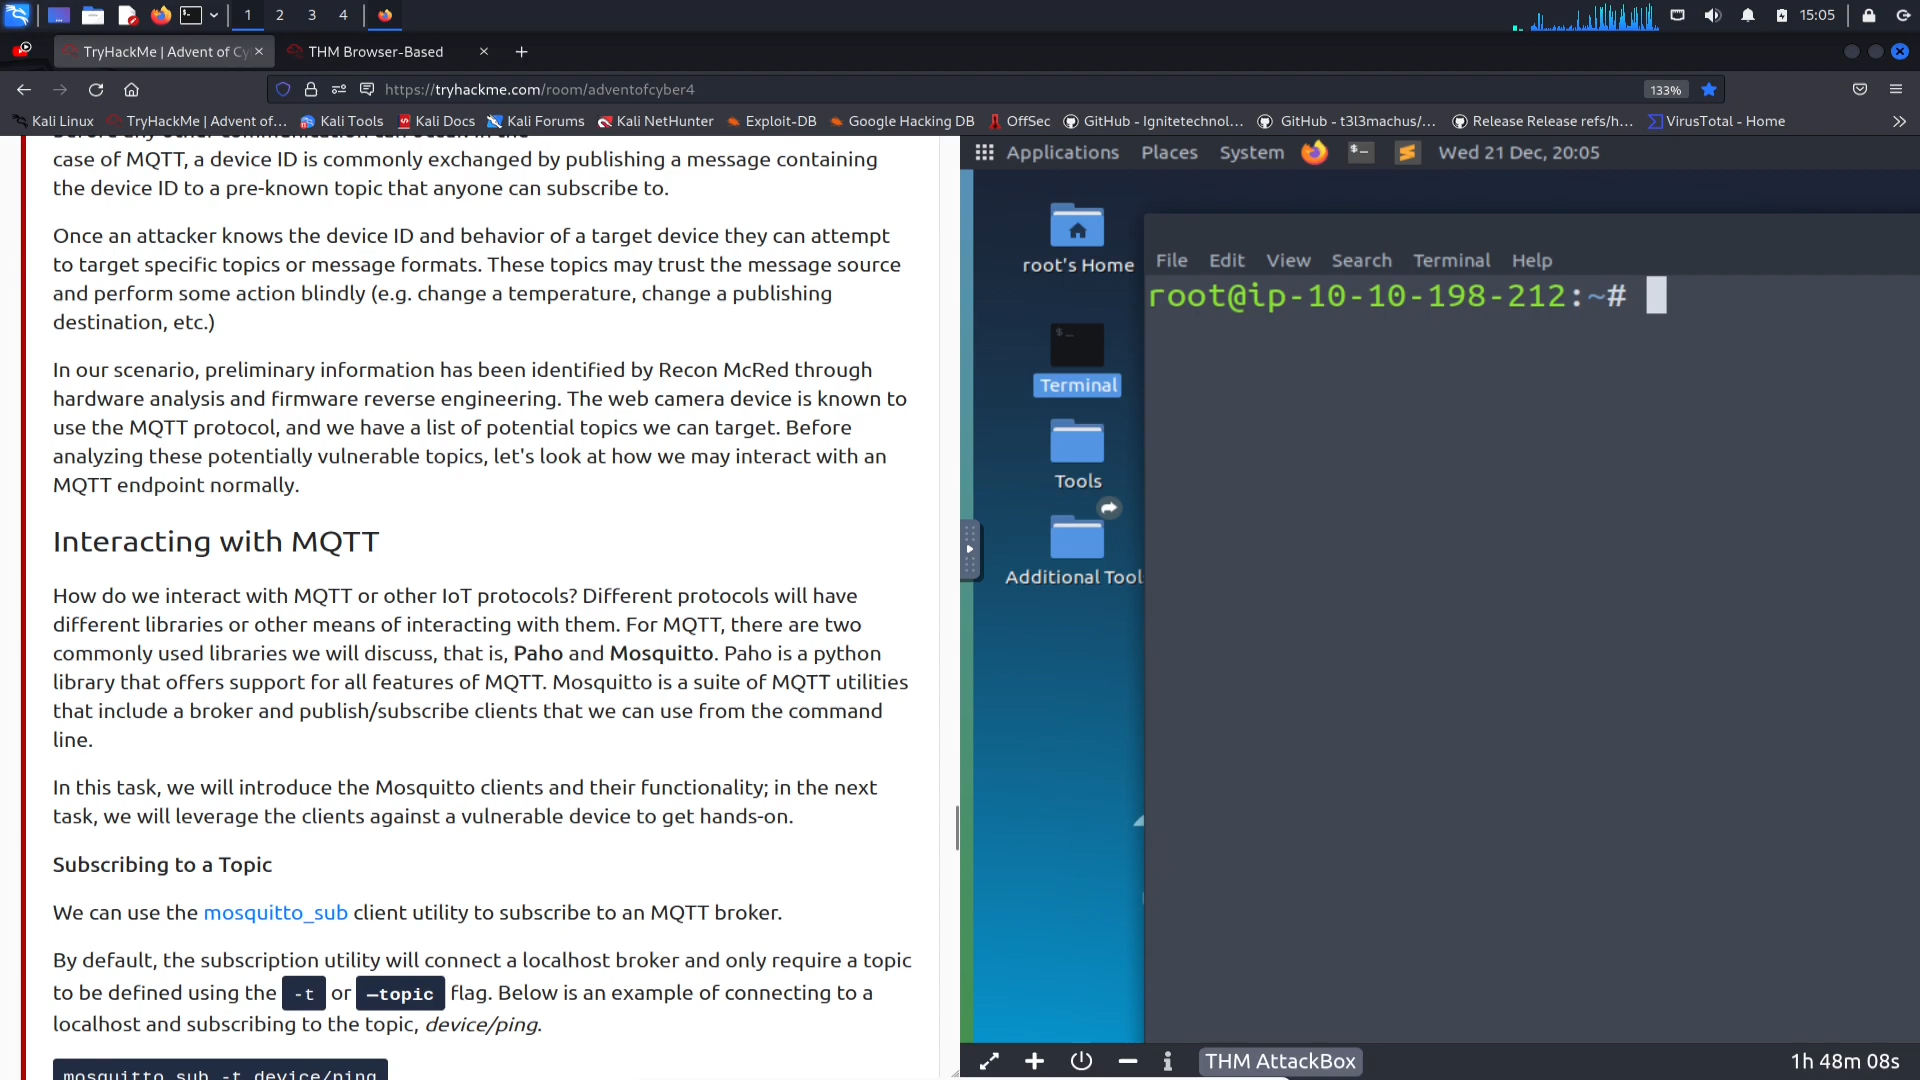 1
2
3
4
15:05
TryHackMe | Advent of Cy
THM Browser-Based
https://tryhackme.com/room/adventofcyber4
133%
Kali Linux
TryHackMe | Advent of...
Kali Tools
Kali Docs
Kali Forums
Kali NetHunter
Exploit-DB
Google Hacking DB
OffSec
GitHub - Ignitetechnol...
GitHub - t3l3machus/...
Release Release refs/h...
VirusTotal - Home
case of MQTT, a device ID is commonly exchanged by publishing a message containing
the device ID to a pre-known topic that anyone can subscribe to.
Once an attacker knows the device ID and behavior of a target device they can attempt
to target specific topics or message formats. These topics may trust the message source
and perform some action blindly (e.g. change a temperature, change a publishing
destination, etc.)
In our scenario, preliminary information has been identified by Recon McRed through
hardware analysis and firmware reverse engineering. The web camera device is known to
use the MQTT protocol, and we have a list of potential topics we can target. Before
analyzing these potentially vulnerable topics, let's look at how we may interact with an
MQTT endpoint normally.
Interacting with MQTT
How do we interact with MQTT or other IoT protocols? Different protocols will have
different libraries or other means of interacting with them. For MQTT, there are two
commonly used libraries we will discuss, that is, Paho and Mosquitto. Paho is a python
library that offers support for all features of MQTT. Mosquitto is a suite of MQTT utilities
that include a broker and publish/subscribe clients that we can use from the command
line.
In this task, we will introduce the Mosquitto clients and their functionality; in the next
task, we will leverage the clients against a vulnerable device to get hands-on.
Subscribing to a Topic
We can use the mosquitto_sub client utility to subscribe to an MQTT broker.
By default, the subscription utility will connect a localhost broker and only require a topic
to be defined using the -t or —topic flag. Below is an example of connecting to a
localhost and subscribing to the topic, device/ping.
mosquitto_sub -t device/ping
Applications
Places
System
Wed 21 Dec, 20:05
root's Home
Terminal
Tools
Additional Tool
File
Edit
View
Search
Terminal
Help
root@ip-10-10-198-212:~#
THM AttackBox
1h 48m 08s